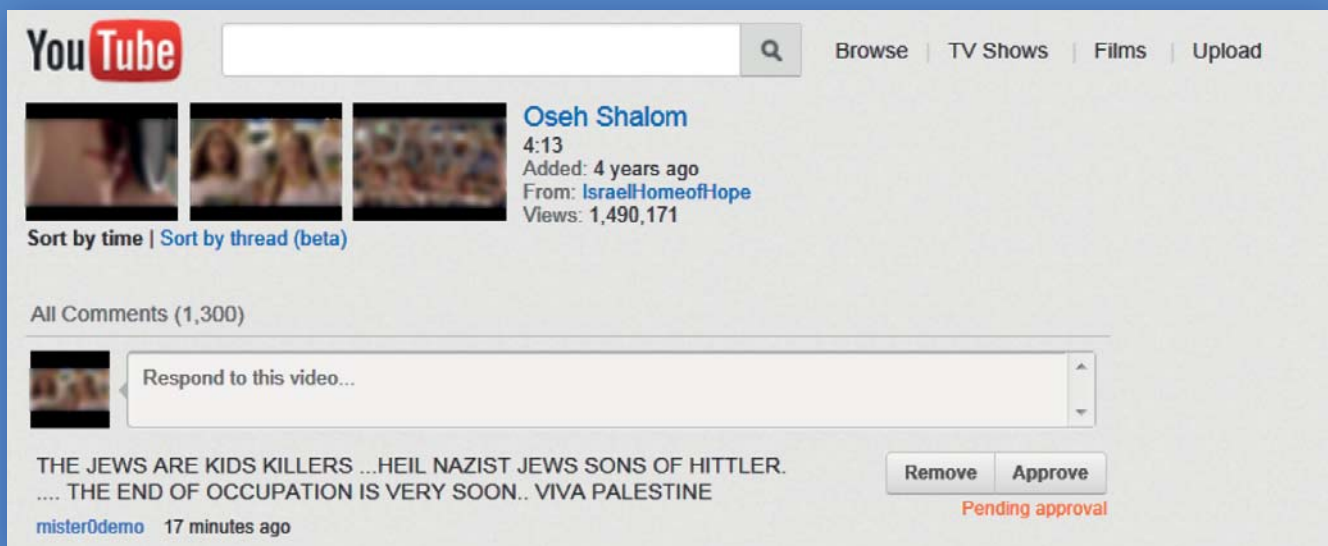 YouTube
Browse | TV Shows | Films | Upload
Oseh Shalom
4:13
Added: 4 years ago
From: IsraelHomeofHope
Views: 1,490,171
Sort by time | Sort by thread (beta)
All Comments (1,300)
Respond to this video...
THE JEWS ARE KIDS KILLERS ...HEIL NAZIST JEWS SONS OF HITTLER.
.... THE END OF OCCUPATION IS VERY SOON.. VIVA PALESTINE
Remove Approve
Pending approval
mister0demo 17 minutes ago